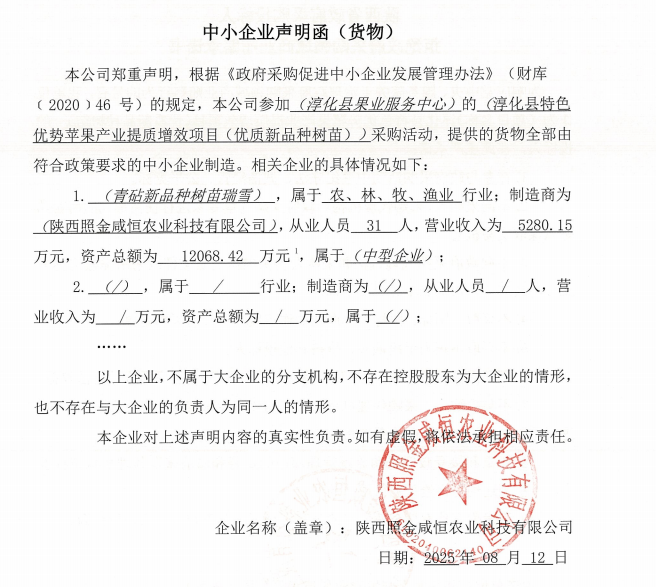 中小企业声明函（货物）
本公司郑重声明，根据《政府采购促进中小企业发展管理办法》（财库
﹝2020﹞46 号）的规定，本公司参加（淳化县果业服务中心）的（淳化县特色
优势苹果产业提质增效项目（优质新品种树苗））采购活动，提供的货物全部由
符合政策要求的中小企业制造。相关企业的具体情况如下：
1.（青砧新品种树苗瑞雪），属于 农、林、牧、渔业 行业；制造商为
（陕西照金咸恒农业科技有限公司），从业人员 31 人，营业收入为 5280.15
万元，资产总额为 12068.42 万元¹，属于（中型企业）；
2.（/），属于 / 行业；制造商为（/），从业人员 / 人，营
业收入为 / 万元，资产总额为 / 万元，属于（/）；
……
以上企业，不属于大企业的分支机构，不存在控股股东为大企业的情形，
也不存在与大企业的负责人为同一人的情形。
本企业对上述声明内容的真实性负责。如有虚假，将依法承担相应责任。
陕西照金咸恒农业科技有限公司
企业名称（盖章）：陕西照金咸恒农业科技有限公司
日期：2025 年 08 月 12 日